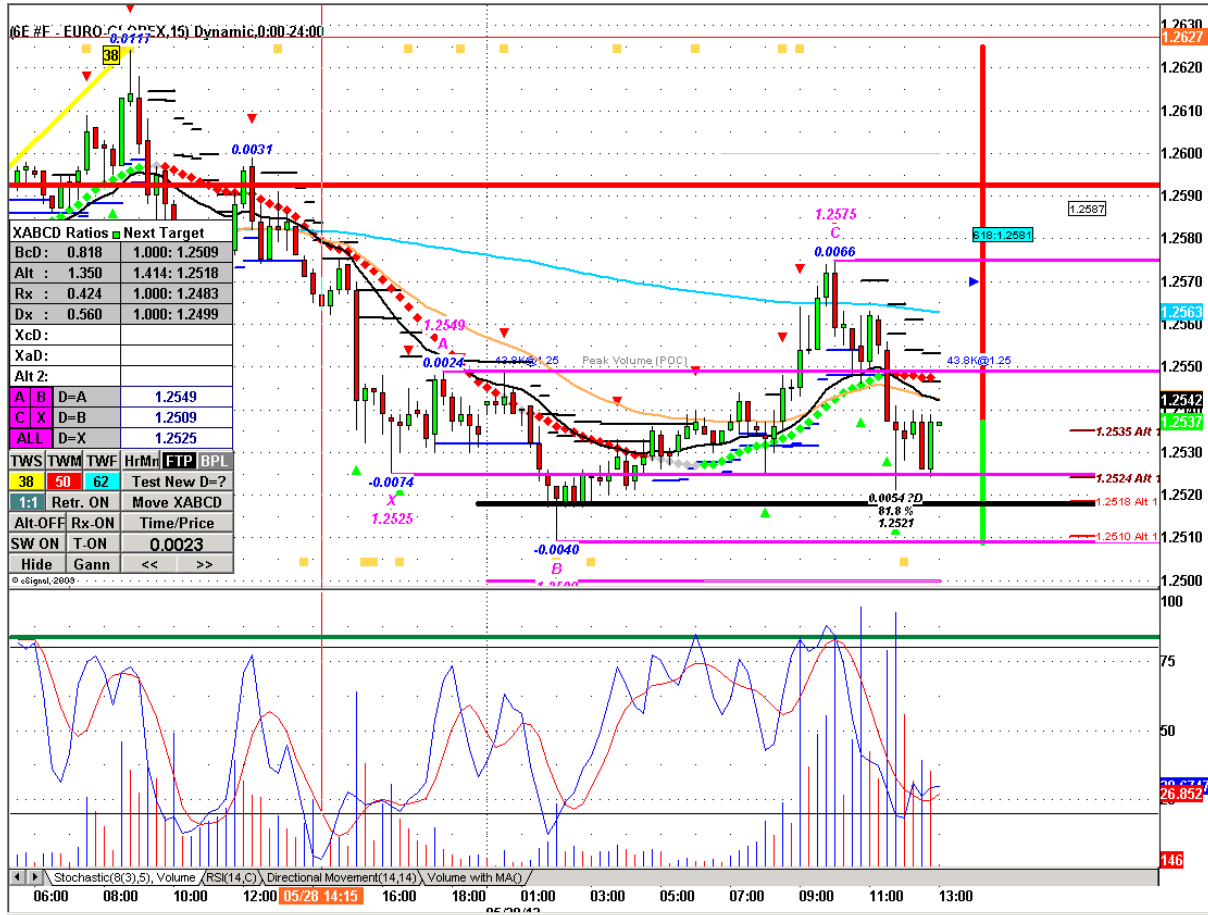 (6E #F - EURO-GLOBEX,15) Dynamic,0:00-24:00
0.0117
38
0.0031
XABCD Ratios Next Target
BcD: 0.818 1.000: 1.2509
Alt : 1.350 1.414: 1.2518
Rx : 0.424 1.000: 1.2483
Dx : 0.560 1.000: 1.2499
XcD:
XaD:
Alt 2:
A B D=A 1.2549
C X D=B 1.2509
ALL D=X 1.2525
TWS TWM TWF HrMn FTP BPL
38 50 62 Test New D=?
1:1 Retr. ON Move XABCD
Alt-OFF Rx-ON Time/Price
SW ON T-ON 0.0023
Hide Gann << >>
© eSignal, 2009
1.2549
A
0.0024
43.8K@1.25
Peak Volume (POC)
-0.0074
X
1.2525
-0.0040
B
1.2509
1.2575
C
0.0066
0.0054 ?D
81.8 %
1.2521
1.2587
618:1.2581
43.8K@1.25
1.2535 Alt 1
1.2524 Alt 1
1.2518 Alt 1
1.2510 Alt 1
1.2630
1.2627
1.2620
1.2610
1.2600
1.2590
1.2580
1.2570
1.2563
1.2560
1.2550
1.2542
1.2540
1.2537
1.2530
1.2520
1.2510
1.2500
100
75
50
26.852
146
Stochastic(8(3),5), Volume RSI(14,C) Directional Movement(14,14) Volume with MA()
06:00 08:00 10:00 12:00 05/28 14:15 16:00 18:00 01:00 03:00 05:00 07:00 09:00 11:00 13:00